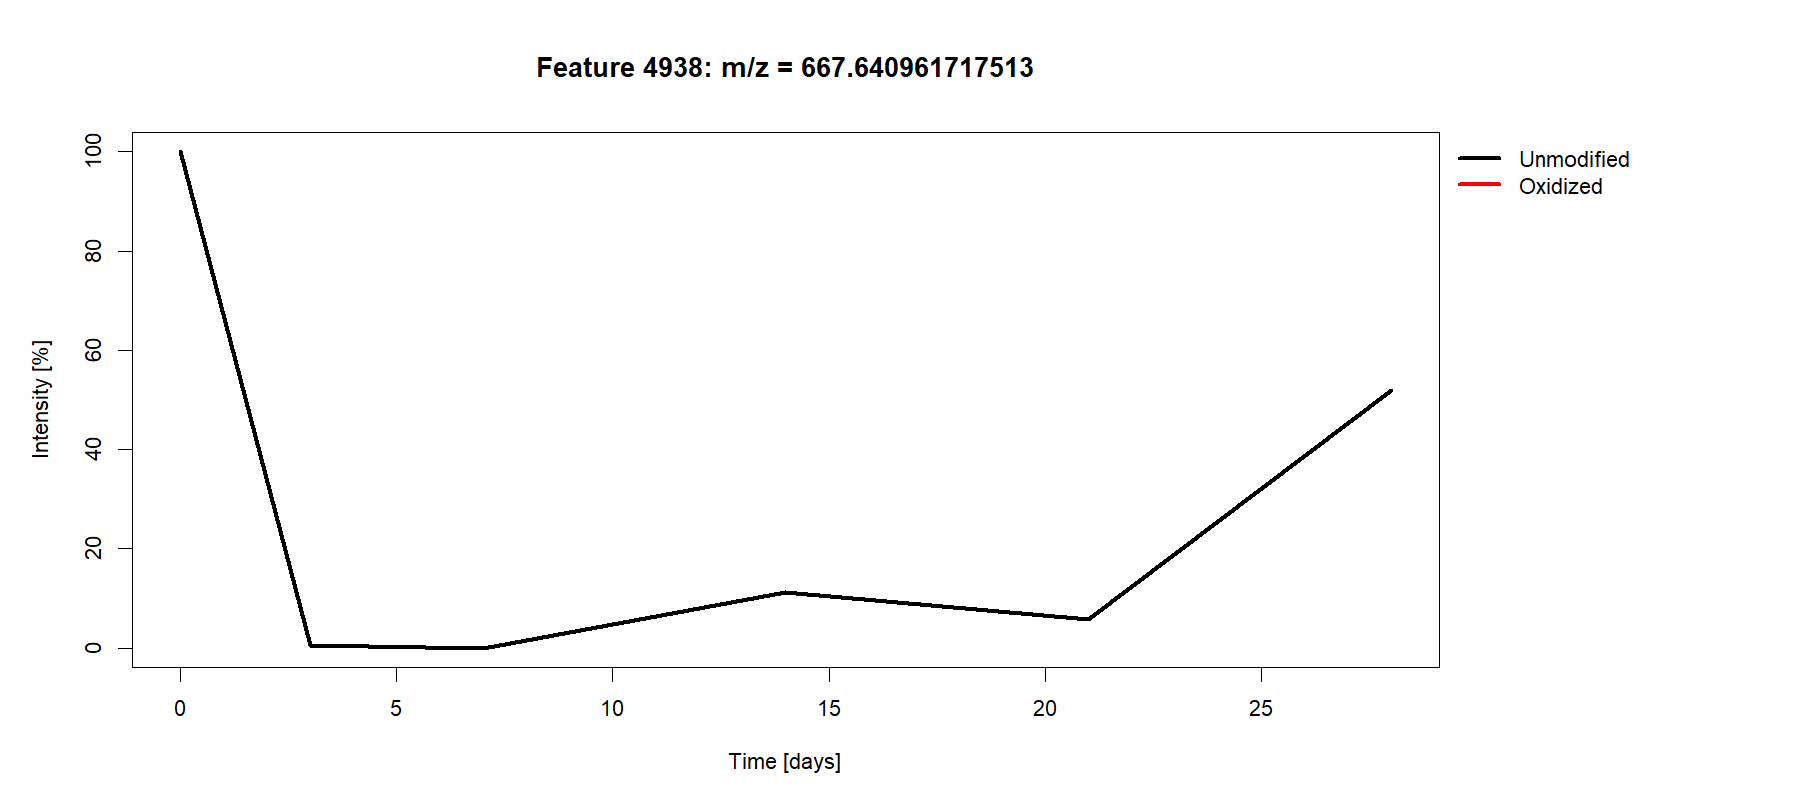 Feature 4938: m/z = 667.640961717513
Unmodified
Oxidized
Intensity [%]
100
80
60
40
20
0
0 5 10 15 20 25
Time [days]